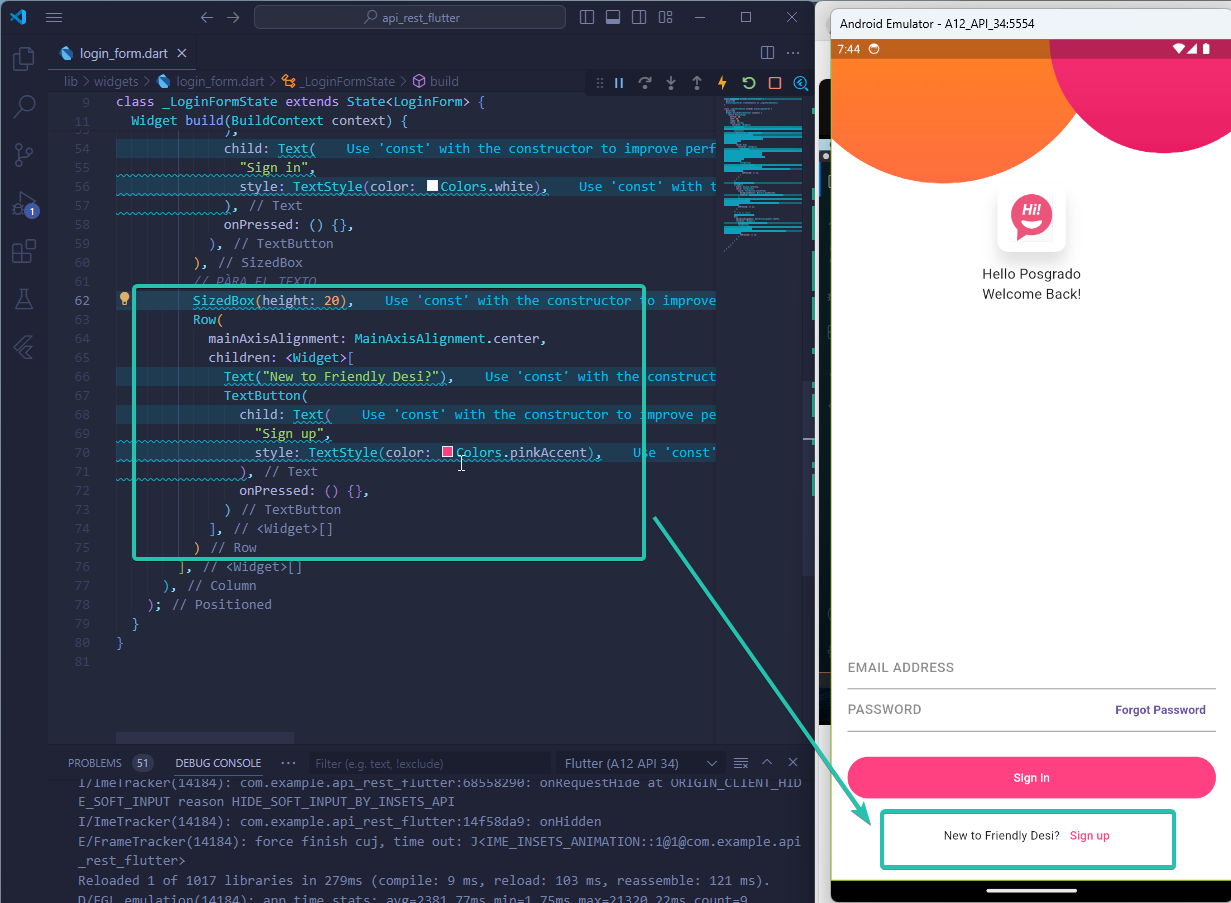 api_rest_flutter
login_form.dart
lib > widgets > login_form.dart > _LoginFormState > build
9 class _LoginFormState extends State<LoginForm> {
11 Widget build(BuildContext context) {
53 ),
54 child: Text( Use 'const' with the constructor to improve perf
55 "Sign in",
56 style: TextStyle(color: Colors.white), Use 'const' with t
57 ), // Text
58 onPressed: () {},
59 ), // TextButton
60 ), // SizedBox
61 // PÀRA EL TEXTO
62 SizedBox(height: 20), Use 'const' with the constructor to improve
63 Row(
64 mainAxisAlignment: MainAxisAlignment.center,
65 children: <Widget>[
66 Text("New to Friendly Desi?"), Use 'const' with the construct
67 TextButton(
68 child: Text( Use 'const' with the constructor to improve pe
69 "Sign up",
70 style: TextStyle(color: Colors.pinkAccent), Use 'const'
71 ), // Text
72 onPressed: () {},
73 ) // TextButton
74 ], // <Widget>[]
75 ) // Row
76 ], // <Widget>[]
77 ), // Column
78 ); // Positioned
79 }
80 }
81
1
PROBLEMS 51 DEBUG CONSOLE ··· Filter (e.g. text, !exclude) Flutter (A12 API 34)
I/ImeTracker(14184): com.example.api_rest_flutter:68558290: onRequestHide at ORIGIN_CLIENT_HID
E_SOFT_INPUT reason HIDE_SOFT_INPUT_BY_INSETS_API
I/ImeTracker(14184): com.example.api_rest_flutter:14f58da9: onHidden
E/FrameTracker(14184): force finish cuj, time out: J<IME_INSETS_ANIMATION::1@1@com.example.api
_rest_flutter>
Reloaded 1 of 1017 libraries in 279ms (compile: 9 ms, reload: 103 ms, reassemble: 121 ms).
D/EGL_emulation(14184): app_time_stats: avg=2381.77ms min=1.75ms max=21320.22ms count=9
Android Emulator - A12_API_34:5554
7:44
Hi!
Hello Posgrado
Welcome Back!
EMAIL ADDRESS
PASSWORD Forgot Password
Sign in
New to Friendly Desi? Sign up